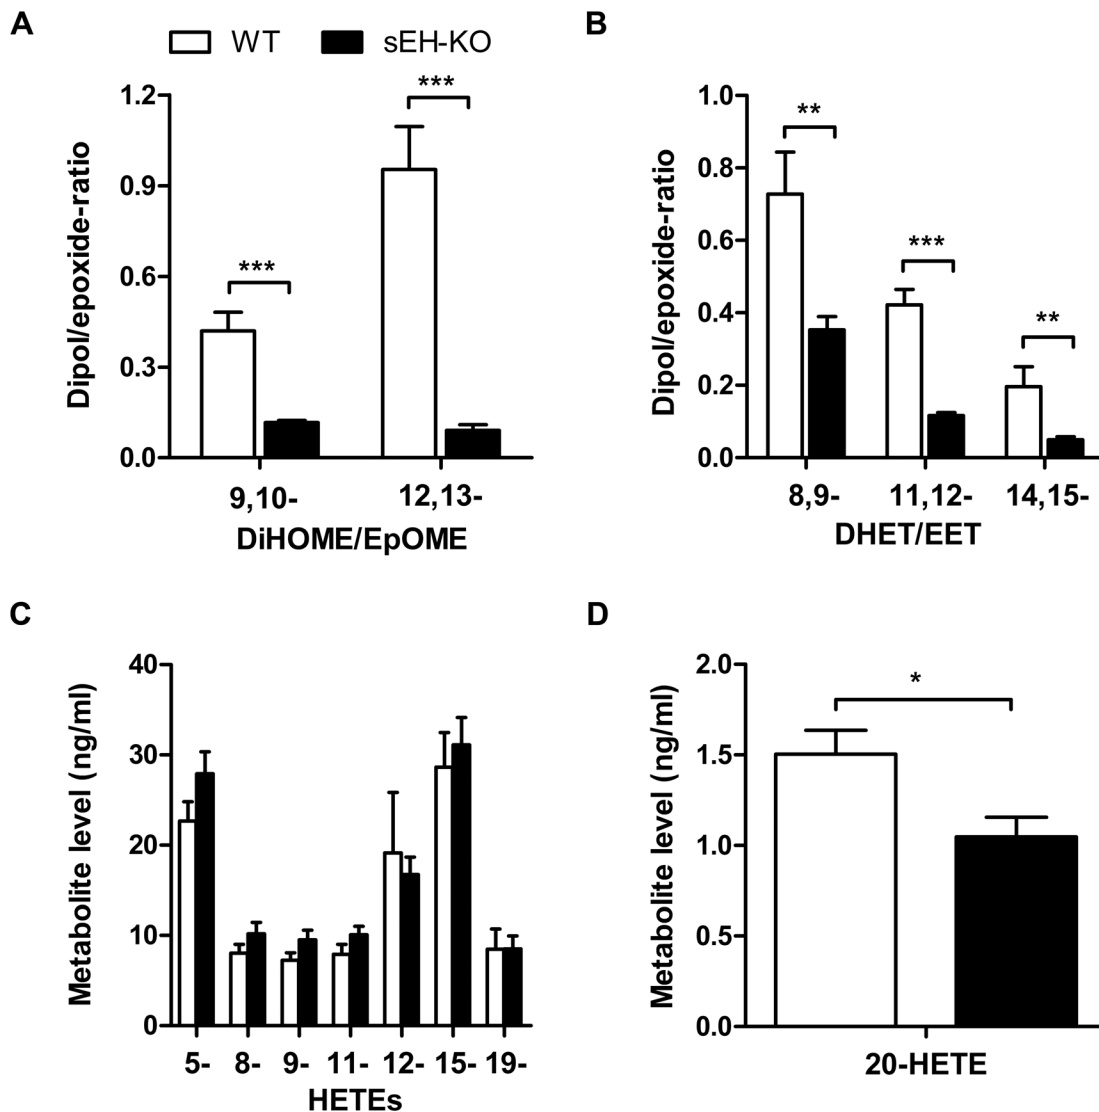 A
WT sEH-KO
Dipol/epoxide-ratio
1.2
0.9
0.6
0.3
0.0
***
***
9,10- 12,13-
DiHOME/EpOME
B
Dipol/epoxide-ratio
1.0
0.8
0.6
0.4
0.2
0.0
**
***
**
8,9- 11,12- 14,15-
DHET/EET
C
Metabolite level (ng/ml)
40
30
20
10
0
5- 8- 9- 11- 12- 15- 19-
HETEs
D
Metabolite level (ng/ml)
2.0
1.5
1.0
0.5
0.0
*
20-HETE